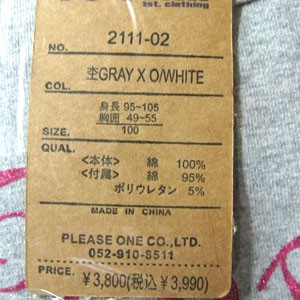 1st. clothing
NO. 2111-02
COL. 杢GRAY X O/WHITE
身長 95~105
胸囲 49~55
SIZE. 100
QUAL.
<本体> 綿 100%
<付属> 綿 95%
ポリウレタン 5%
MADE IN CHINA
PLEASE ONE CO.,LTD.
052-910-8511
PRICE. ¥3,800(税込¥3,990)